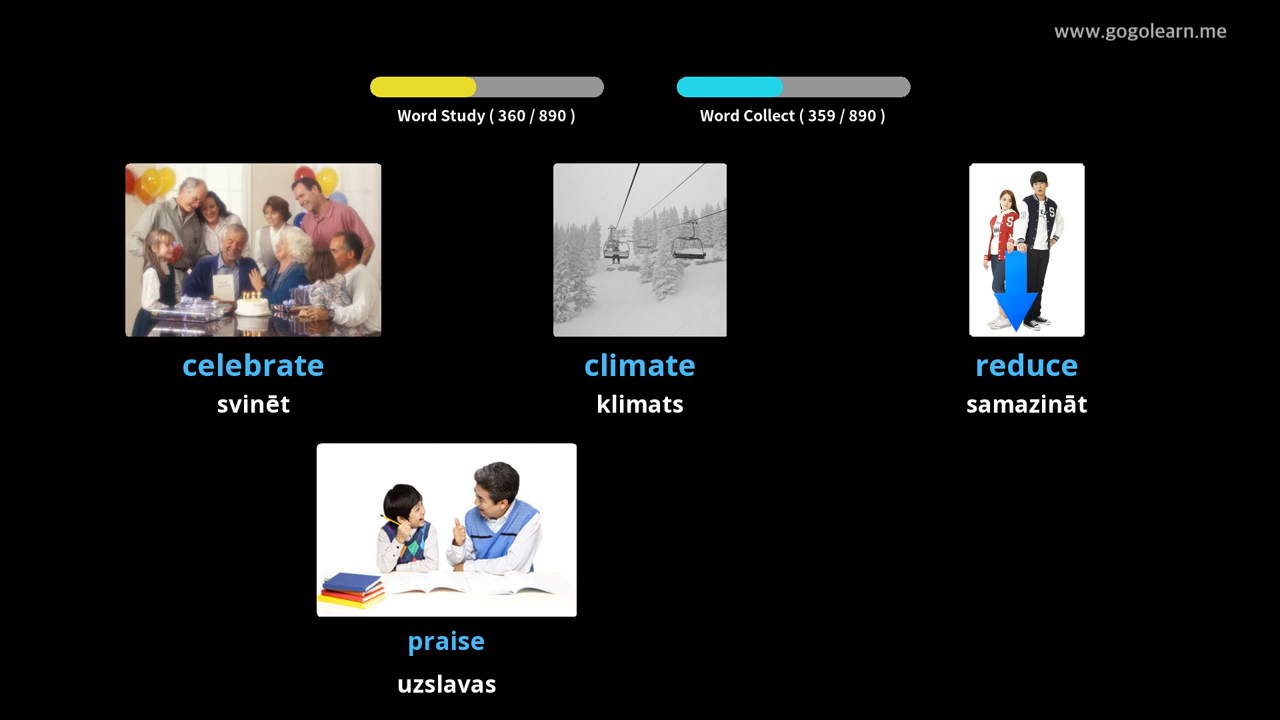 www.gogolearn.me
Word Study ( 360 / 890 )
Word Collect ( 359 / 890 )
celebrate
svinēt
climate
klimats
reduce
samazināt
praise
uzslavas